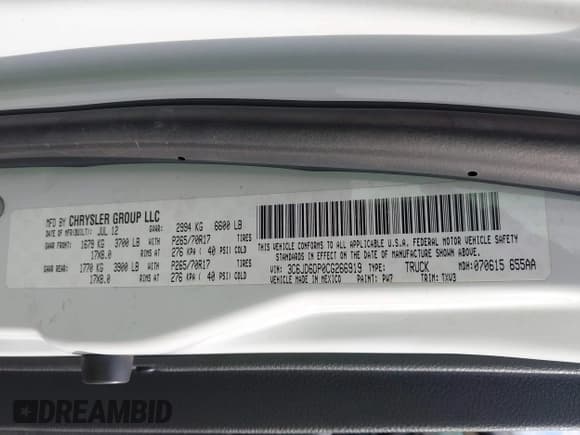 MFD BY CHRYSLER GROUP LLC
DATE OF MFR(BUILT): JUL 12 GVWR: 2994 KG 6600 LB
GAWR FRONT: 1679 KG 3700 LB WITH P265/70R17 TIRES
17X8.0 RIMS AT 276 KPA ( 40 PSI) COLD
GAWR REAR: 1770 KG 3900 LB WITH P265/70R17 TIRES
17X8.0 RIMS AT 276 KPA ( 40 PSI) COLD
THIS VEHICLE CONFORMS TO ALL APPLICABLE U.S.A. FEDERAL MOTOR VEHICLE SAFETY
STANDARDS IN EFFECT ON THE DATE OF MANUFACTURE SHOWN ABOVE.
VIN: 3C6JD6DP0CG266919 TYPE: TRUCK MDH: 070615 655AA
VEHICLE MADE IN MEXICO PAINT: PW7 TRIM: TXV3
DREAMBID